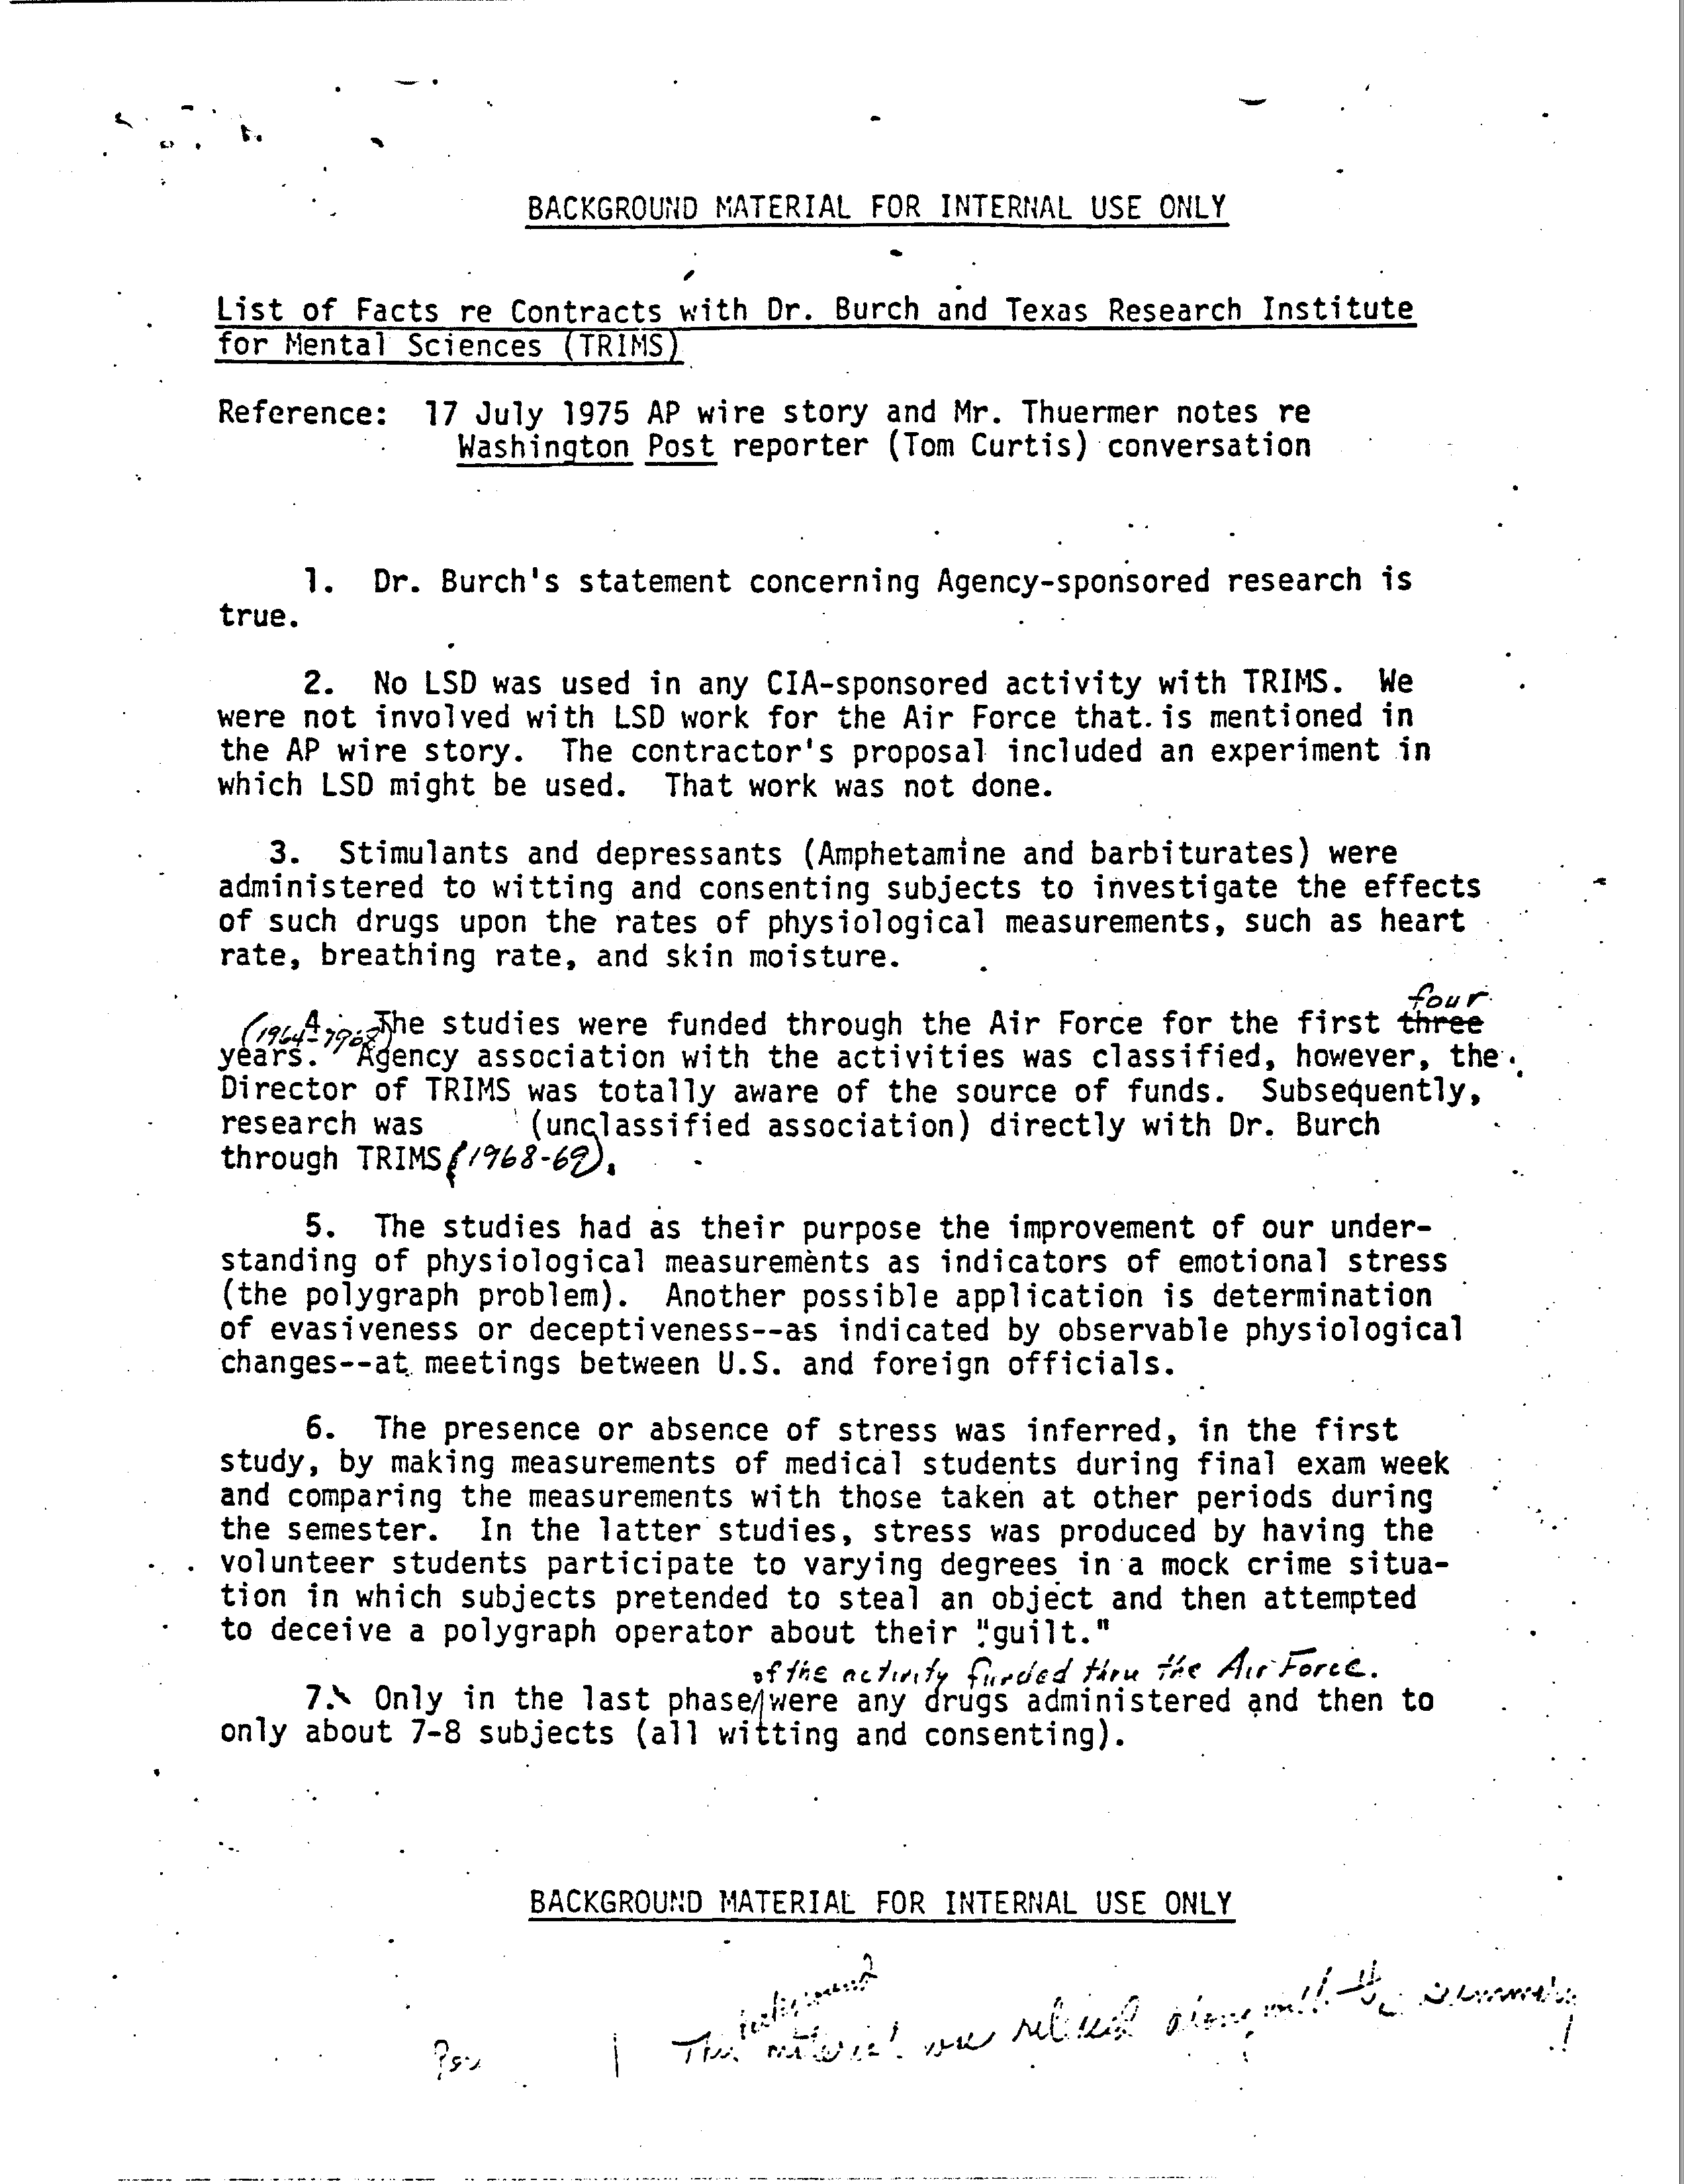 BACKGROUND MATERIAL FOR INTERNAL USE ONLY
List of Facts re Contracts with Dr. Burch and Texas Research Institute
for Mental Sciences (TRIMS)
Reference: 17 July 1975 AP wire story and Mr. Thuermer notes re
Washington Post reporter (Tom Curtis) conversation
1. Dr. Burch's statement concerning Agency-sponsored research is
true.
2. No LSD was used in any CIA-sponsored activity with TRIMS. We
were not involved with LSD work for the Air Force that is mentioned in
the AP wire story. The contractor's proposal included an experiment in
which LSD might be used. That work was not done.
3. Stimulants and depressants (Amphetamine and barbiturates) were
administered to witting and consenting subjects to investigate the effects
of such drugs upon the rates of physiological measurements, such as heart
rate, breathing rate, and skin moisture.
four
4. The studies were funded through the Air Force for the first three
(1964-1968)
years. Agency association with the activities was classified, however, the
Director of TRIMS was totally aware of the source of funds. Subsequently,
research was (unclassified association) directly with Dr. Burch
through TRIMS (1968-69).
5. The studies had as their purpose the improvement of our under-
standing of physiological measurements as indicators of emotional stress
(the polygraph problem). Another possible application is determination
of evasiveness or deceptiveness--as indicated by observable physiological
changes--at meetings between U.S. and foreign officials.
6. The presence or absence of stress was inferred, in the first
study, by making measurements of medical students during final exam week
and comparing the measurements with those taken at other periods during
the semester. In the latter studies, stress was produced by having the
volunteer students participate to varying degrees in a mock crime situa-
tion in which subjects pretended to steal an object and then attempted
to deceive a polygraph operator about their "guilt."
of the activity funded thru the Air Force.
7. Only in the last phase were any drugs administered and then to
only about 7-8 subjects (all witting and consenting).
BACKGROUND MATERIAL FOR INTERNAL USE ONLY
background
This material was along with the summary